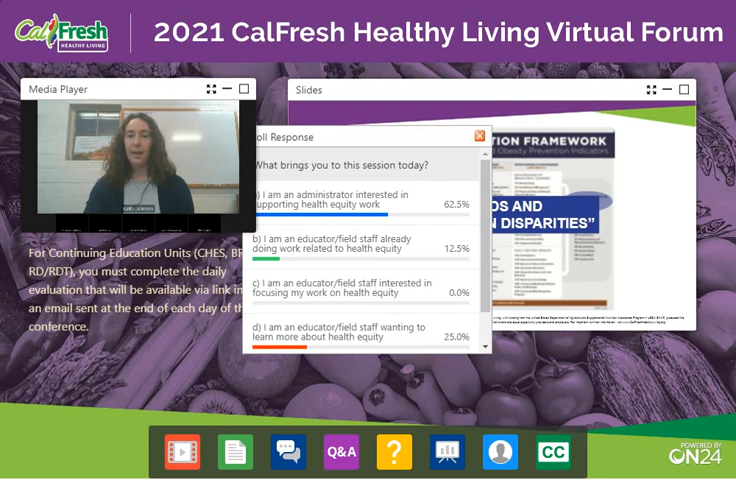 CalFresh
HEALTHY LIVING
2021 CalFresh Healthy Living Virtual Forum
Media Player
For Continuing Education Units (CHES,
RD/RDT), you must complete the daily
evaluation that will be available via link in
an email sent at the end of each day of th
conference.
oll Response
What brings you to this session today?
) I am an administrator interested in
supporting health equity work
62.5%
b) I am an educator/field staff already
doing work related to health equity
12.5%
c) I am an educator/field staff interested in
focusing my work on health equity
0.0%
d) I am an educator/field staff wanting to
learn more about health equity
25.0%
Slides
ION FRAMEWORK
d Obesity Prevention Indicators
DS AND
N DISPARITIES”
Q&A
?
CC
POWERED BY
ON24